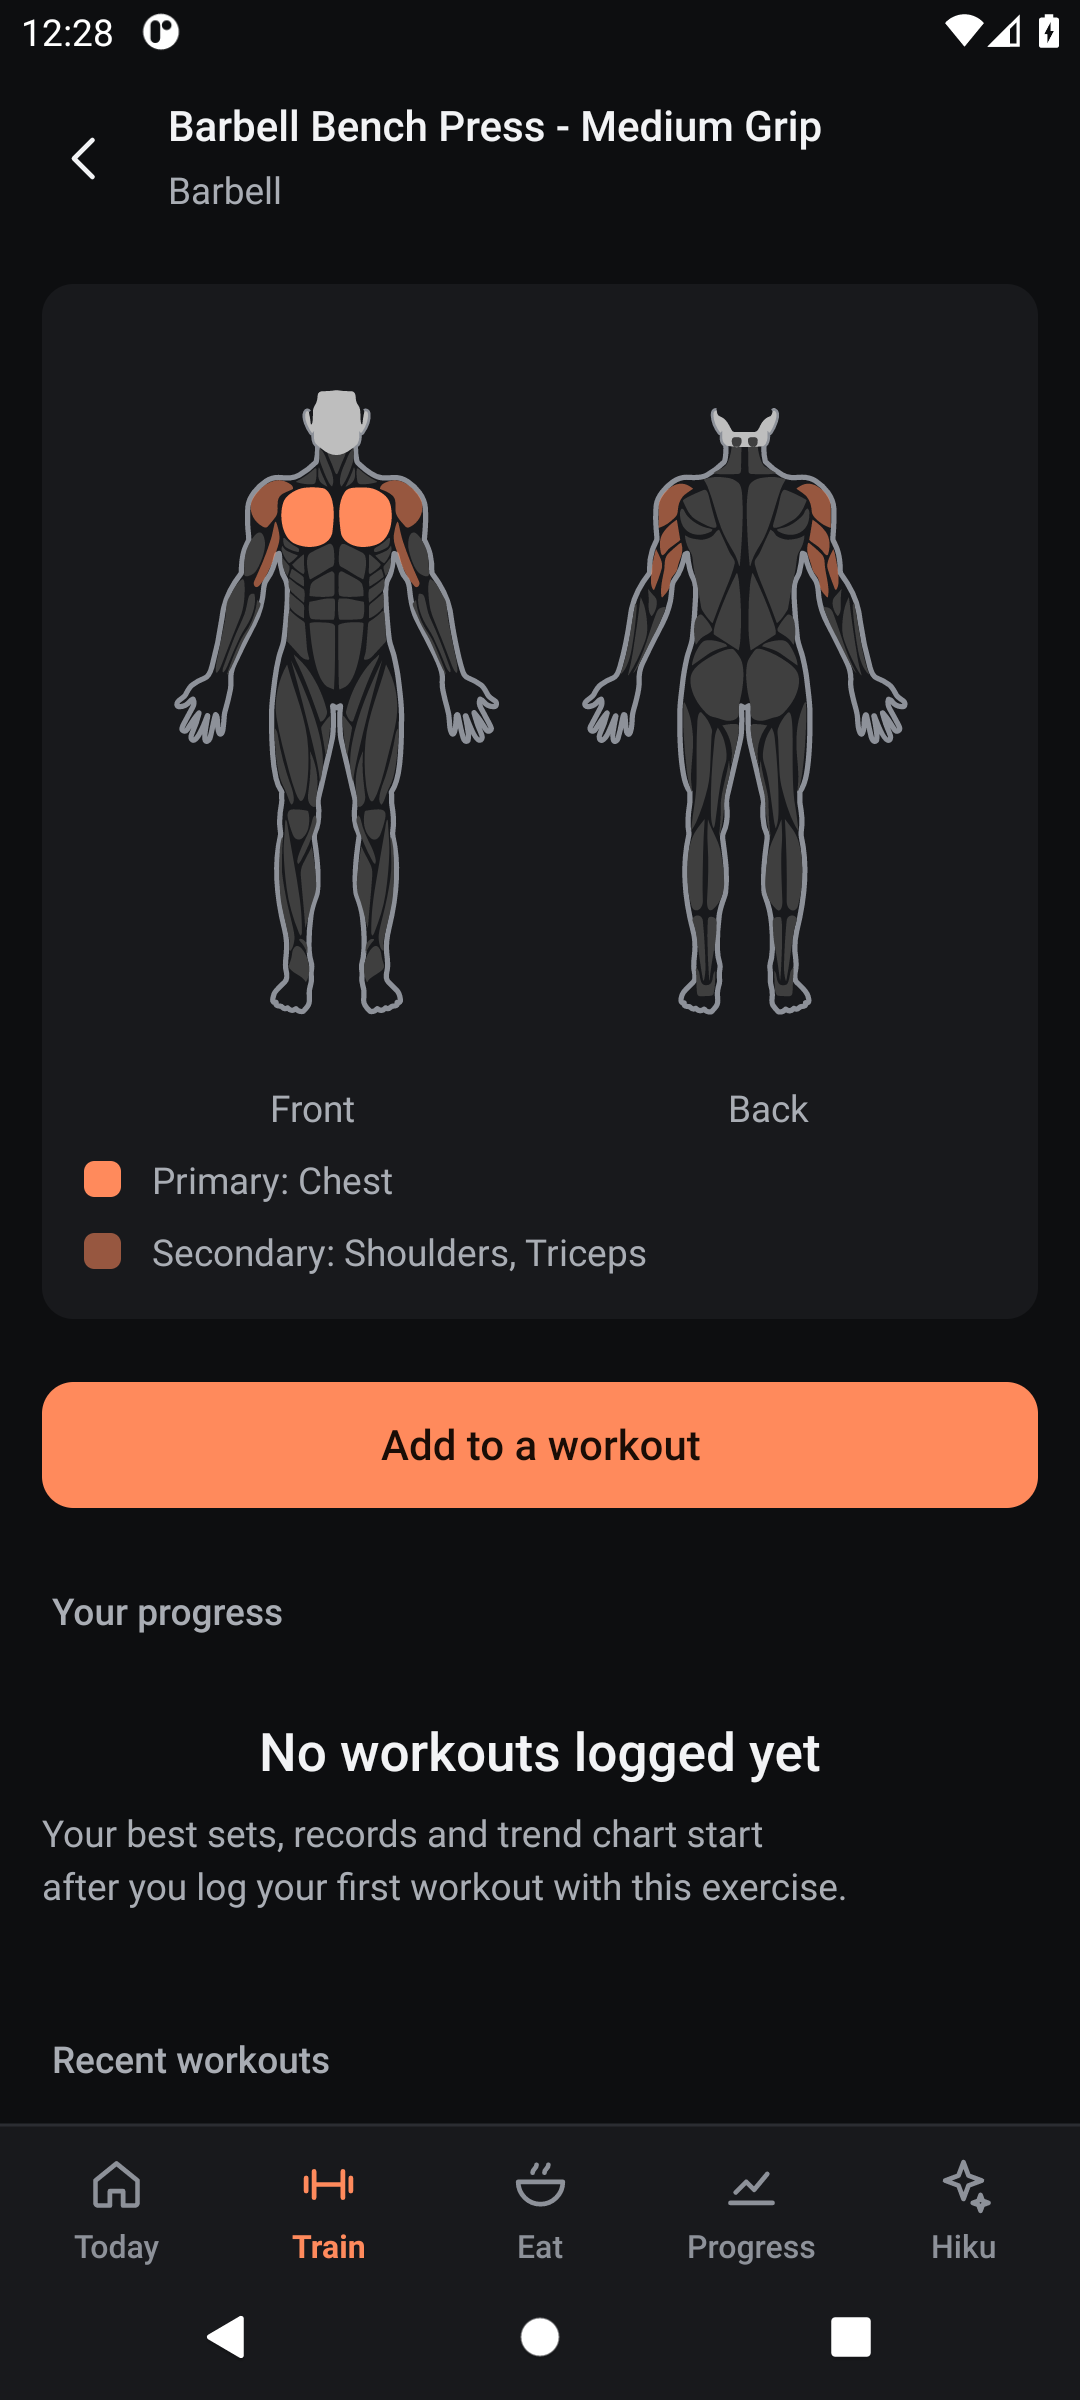 12:28
Barbell Bench Press - Medium Grip
Barbell
Front
Back
Primary: Chest
Secondary: Shoulders, Triceps
Add to a workout
Your progress
No workouts logged yet
Your best sets, records and trend chart start
after you log your first workout with this exercise.
Recent workouts
Today
Train
Eat
Progress
Hiku